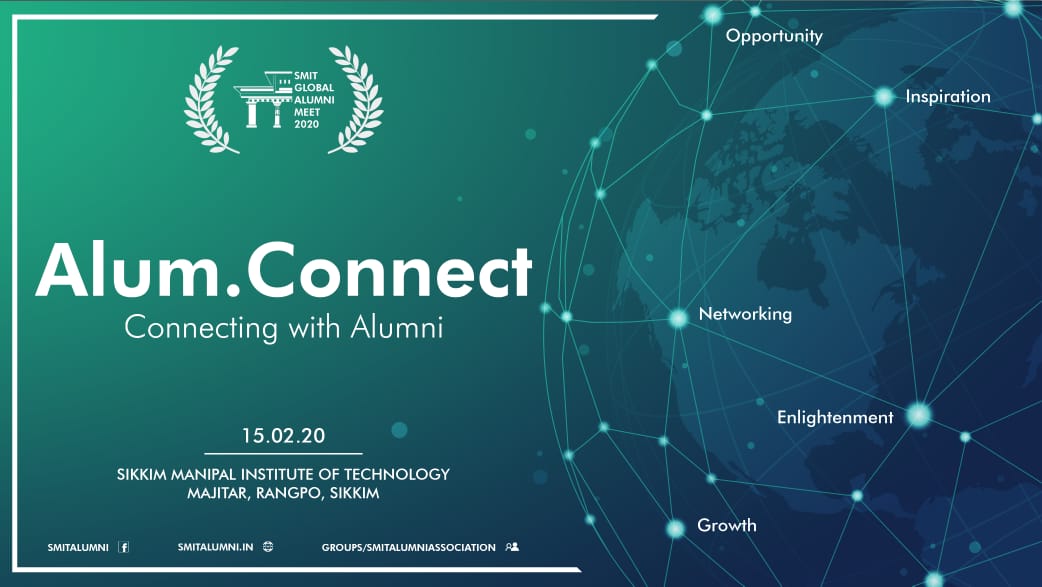 SMIT
GLOBAL
ALUMNI
MEET
2020
Alum.Connect
Connecting with Alumni
15.02.20
SIKKIM MANIPAL INSTITUTE OF TECHNOLOGY
MAJITAR, RANGPO, SIKKIM
SMITALUMNI
SMITALUMNI.IN
GROUPS/SMITALUMNIASSOCIATION
Opportunity
Inspiration
Networking
Enlightenment
Growth